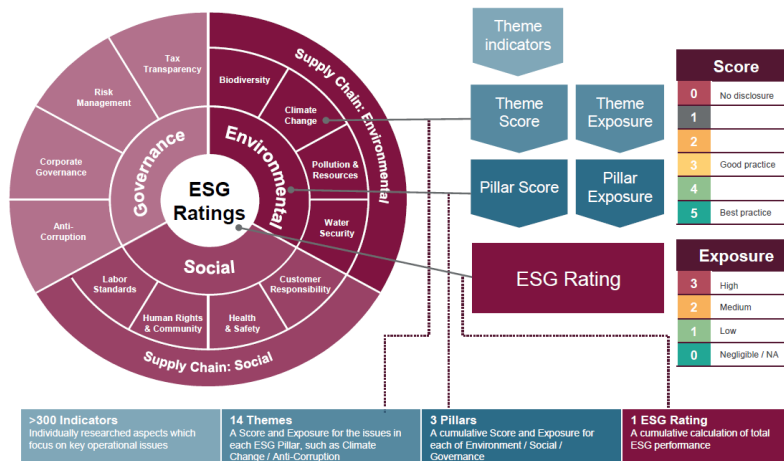 Tax
Transparency
Risk
Management
Corporate
Governance
Anti-
Corruption
Governance
Supply Chain: Environmental
Biodiversity
Climate
Change
Pollution &
Resources
Water
Security
Environmental
ESG
Ratings
Social
Labor
Standards
Human Rights
& Community
Health
& Safety
Customer
Responsibility
Supply Chain: Social
Theme
indicators
Theme
Score
Theme
Exposure
Pillar Score
Pillar
Exposure
ESG Rating
Score
0 No disclosure
1
2
3 Good practice
4
5 Best practice
Exposure
3 High
2 Medium
1 Low
0 Negligible / NA
>300 Indicators
Individually researched aspects which
focus on key operational issues
14 Themes
A Score and Exposure for the issues in
each ESG Pillar, such as Climate
Change / Anti-Corruption
3 Pillars
A cumulative Score and Exposure for
each of Environment / Social /
Governance
1 ESG Rating
A cumulative calculation of total
ESG performance